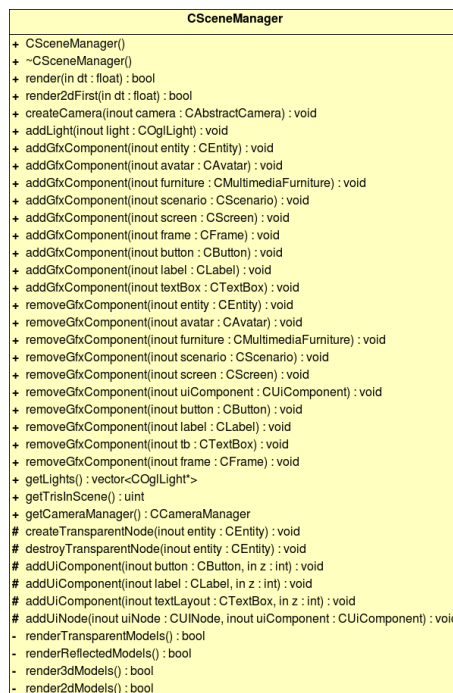 CSceneManager
+ CSceneManager()
+ ~CSceneManager()
+ render(in dt : float) : bool
+ render2dFirst(in dt : float) : bool
+ createCamera(inout camera : CAbstractCamera) : void
+ addLight(inout light : COglLight) : void
+ addGfxComponent(inout entity : CEntity) : void
+ addGfxComponent(inout avatar : CAvatar) : void
+ addGfxComponent(inout furniture : CMultimediaFurniture) : void
+ addGfxComponent(inout scenario : CScenario) : void
+ addGfxComponent(inout screen : CScreen) : void
+ addGfxComponent(inout frame : CFrame) : void
+ addGfxComponent(inout button : CButton) : void
+ addGfxComponent(inout label : CLabel) : void
+ addGfxComponent(inout textBox : CTextBox) : void
+ removeGfxComponent(inout entity : CEntity) : void
+ removeGfxComponent(inout avatar : CAvatar) : void
+ removeGfxComponent(inout furniture : CMultimediaFurniture) : void
+ removeGfxComponent(inout scenario : CScenario) : void
+ removeGfxComponent(inout screen : CScreen) : void
+ removeGfxComponent(inout uiComponent : CUiComponent) : void
+ removeGfxComponent(inout button : CButton) : void
+ removeGfxComponent(inout label : CLabel) : void
+ removeGfxComponent(inout tb : CTextBox) : void
+ removeGfxComponent(inout frame : CFrame) : void
+ getLights() : vector<COglLight*>
+ getTrisInScene() : uint
+ getCameraManager() : CCameraManager
# createTransparentNode(inout entity : CEntity) : void
# destroyTransparentNode(inout entity : CEntity) : void
# addUiComponent(inout button : CButton, in z : int) : void
# addUiComponent(inout label : CLabel, in z : int) : void
# addUiComponent(inout textLayout : CTextBox, in z : int) : void
# addUiNode(inout uiNode : CUINode, inout uiComponent : CUiComponent) : void
- renderTransparentModels() : bool
- renderReflectedModels() : bool
- render3dModels() : bool
- render2dModels() : bool